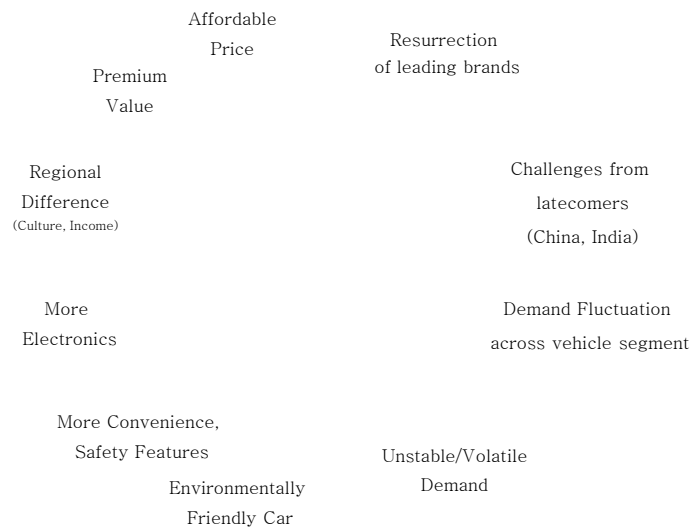 Affordable
Price
Resurrection
of leading brands
Premium
Value
Regional
Difference
(Culture, Income)
Challenges from
latecomers
(China, India)
More
Electronics
Demand Fluctuation
across vehicle segment
More Convenience,
Safety Features
Unstable/Volatile
Demand
Environmentally
Friendly Car